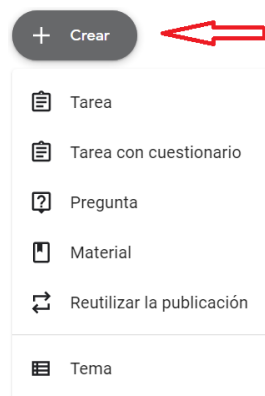 Crear
Tarea
Tarea con cuestionario
Pregunta
Material
Reutilizar la publicación
Tema